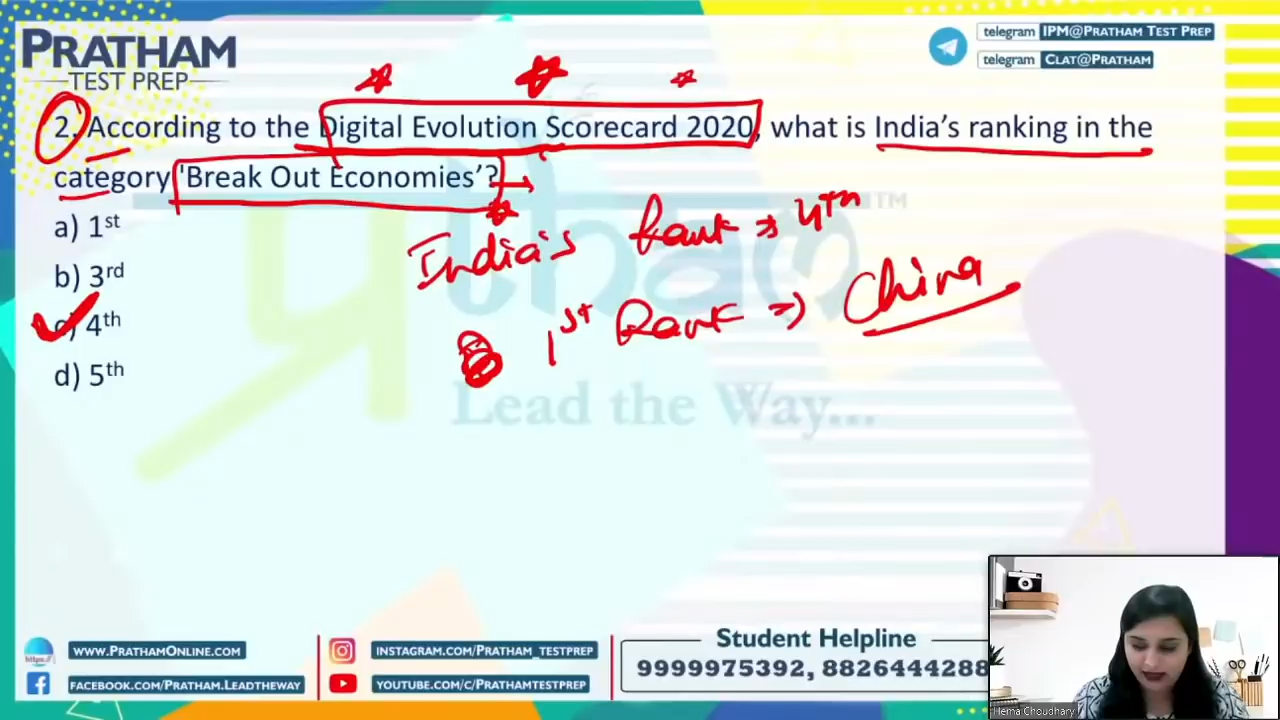 PRATHAM
TEST PREP
telegram IPM@PRATHAM TEST PREP
telegram CLAT@PRATHAM
2. According to the Digital Evolution Scorecard 2020, what is India's ranking in the
category 'Break Out Economies'?
a) 1st
b) 3rd
c) 4th
d) 5th
India's Rank => 4th
1st Rank => China
TM
Lead the Way...
https://
WWW.PRATHAMONLINE.COM
FACEBOOK.COM/PRATHAM.LEADTHEWAY
INSTAGRAM.COM/PRATHAM_TESTPREP
YOUTUBE.COM/C/PRATHAMTESTPREP
Student Helpline
9999975392, 8826444288
Hema Choudhary